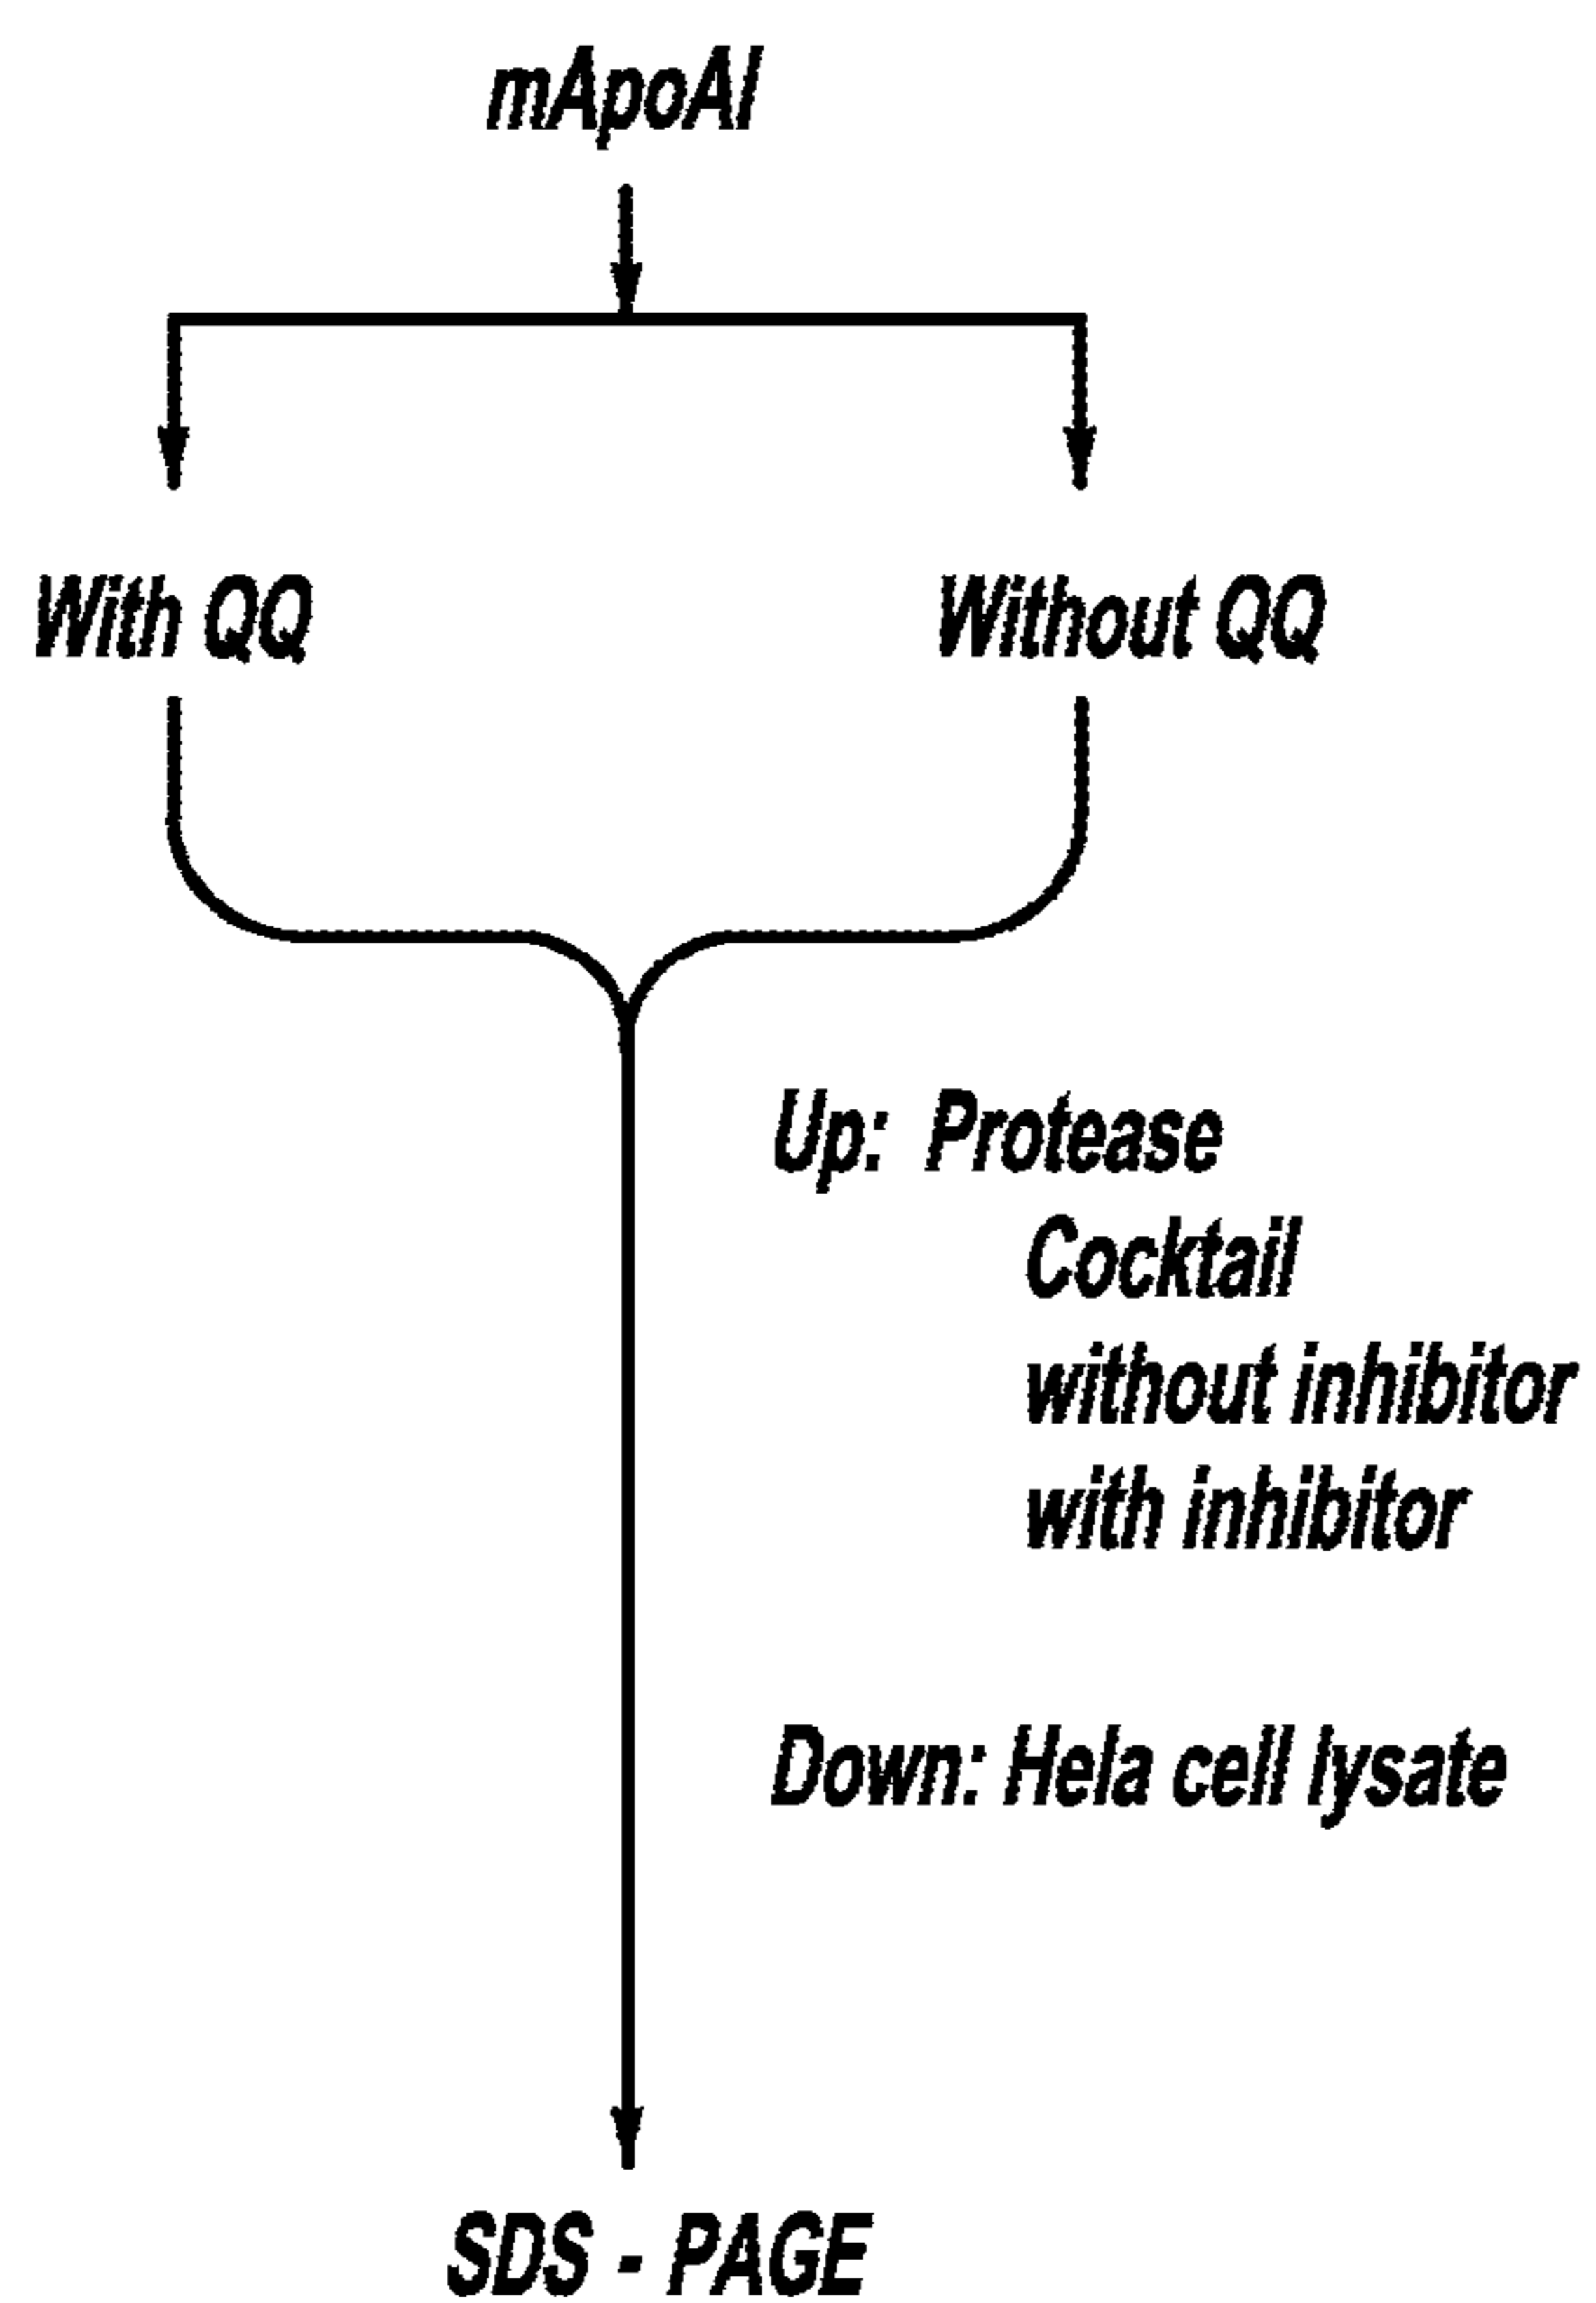 mApoAI
With QQ Without QQ
Up: Protease
Cocktail
without inhibitor
with inhibitor
Down: Hela cell lysate
SDS - PAGE